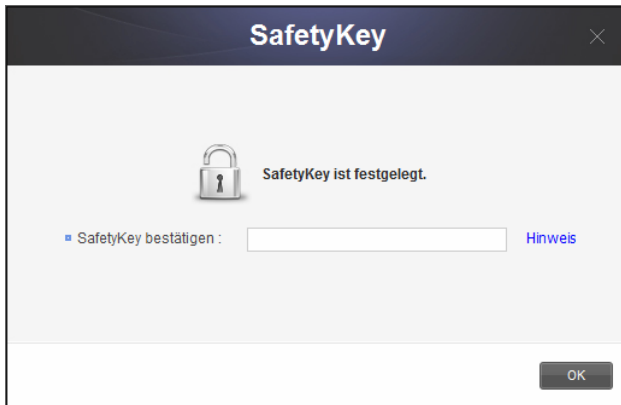 SafetyKey
SafetyKey ist festgelegt.
SafetyKey bestätigen :
Hinweis
OK